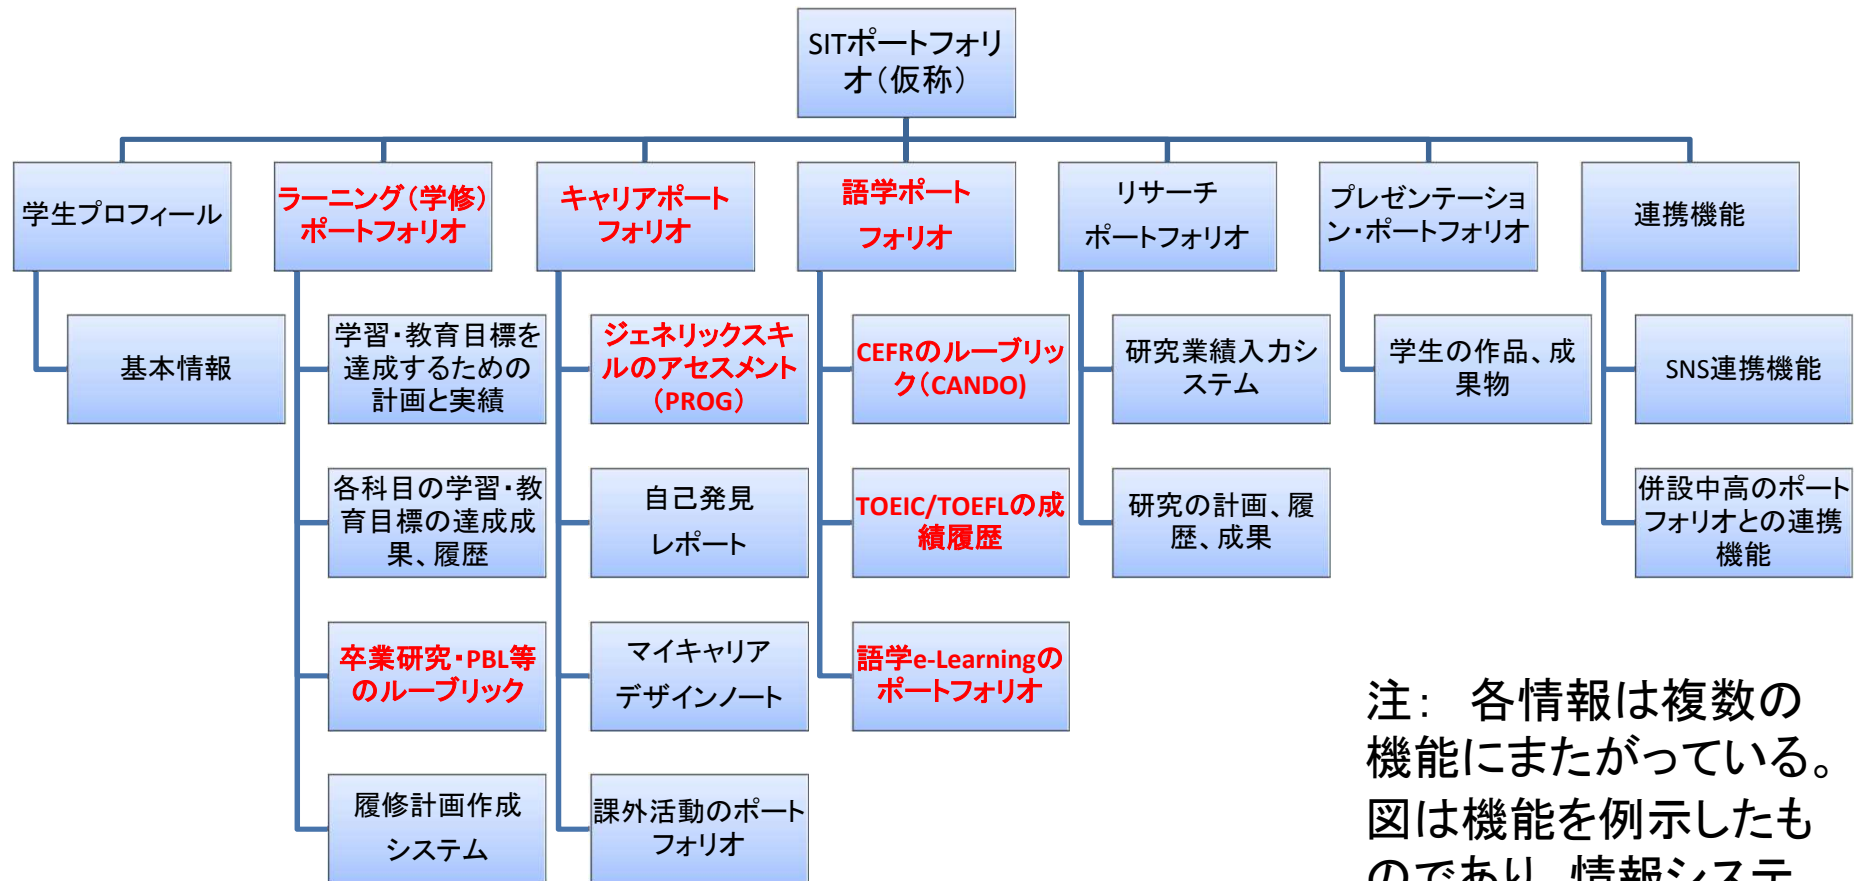 SITポートフォリ
オ（仮称）
学生プロフィール
ラーニング（学修）
ポートフォリオ
キャリアポート
フォリオ
語学ポート
フォリオ
リサーチ
ポートフォリオ
プレゼンテーショ
ン・ポートフォリオ
連携機能
基本情報
学習・教育目標を
達成するための
計画と実績
各科目の学習・教
育目標の達成成
果、履歴
卒業研究・PBL等
のルーブリック
履修計画作成
システム
ジェネリックスキ
ルのアセスメント
（PROG）
自己発見
レポート
マイキャリア
デザインノート
課外活動のポート
フォリオ
CEFRのルーブリッ
ク（CANDO)
TOEIC/TOEFLの成
績履歴
語学e-Learningの
ポートフォリオ
研究業績入力シ
ステム
研究の計画、履
歴、成果
学生の作品、成
果物
SNS連携機能
併設中高のポート
フォリオとの連携
機能
注： 各情報は複数の
機能にまたがっている。
図は機能を例示したも
のであり、情報システ